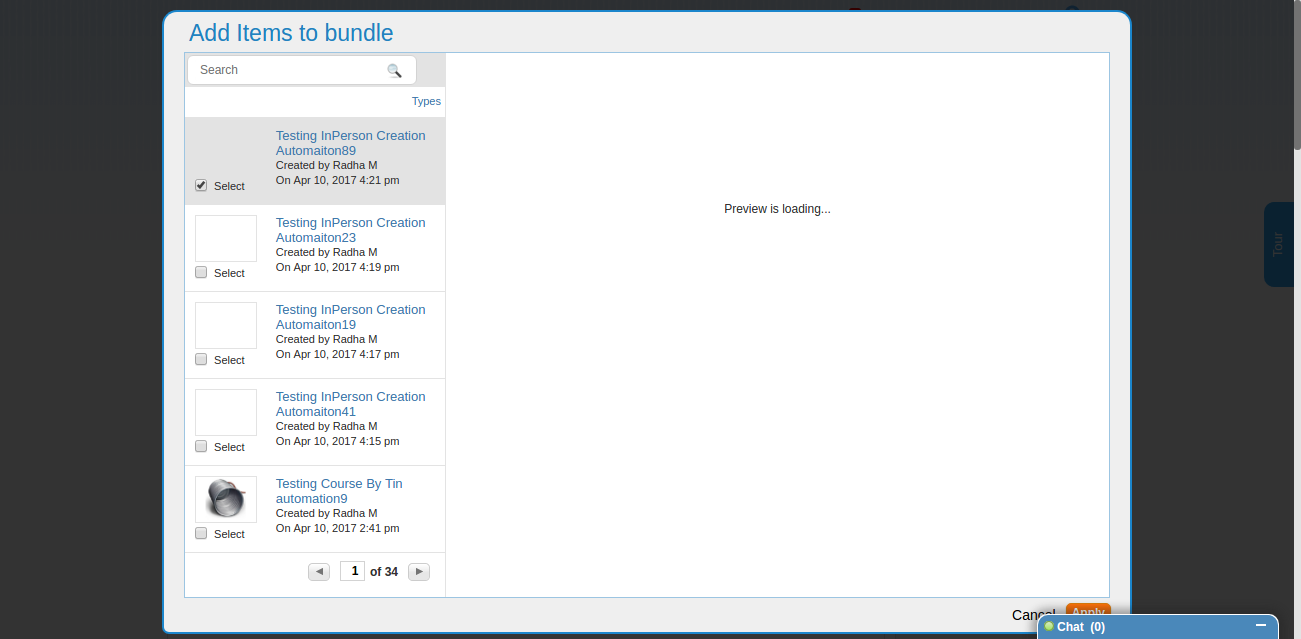 Add Items to bundle
Search
Types
Testing InPerson Creation
Automaiton89
Created by Radha M
On Apr 10, 2017 4:21 pm
Select
Testing InPerson Creation
Automaiton23
Created by Radha M
On Apr 10, 2017 4:19 pm
Select
Testing InPerson Creation
Automaiton19
Created by Radha M
On Apr 10, 2017 4:17 pm
Select
Testing InPerson Creation
Automaiton41
Created by Radha M
On Apr 10, 2017 4:15 pm
Select
Testing Course By Tin
automation9
Created by Radha M
On Apr 10, 2017 2:41 pm
Select
1 of 34
Preview is loading...
Tour
Cancel Apply
Chat (0)